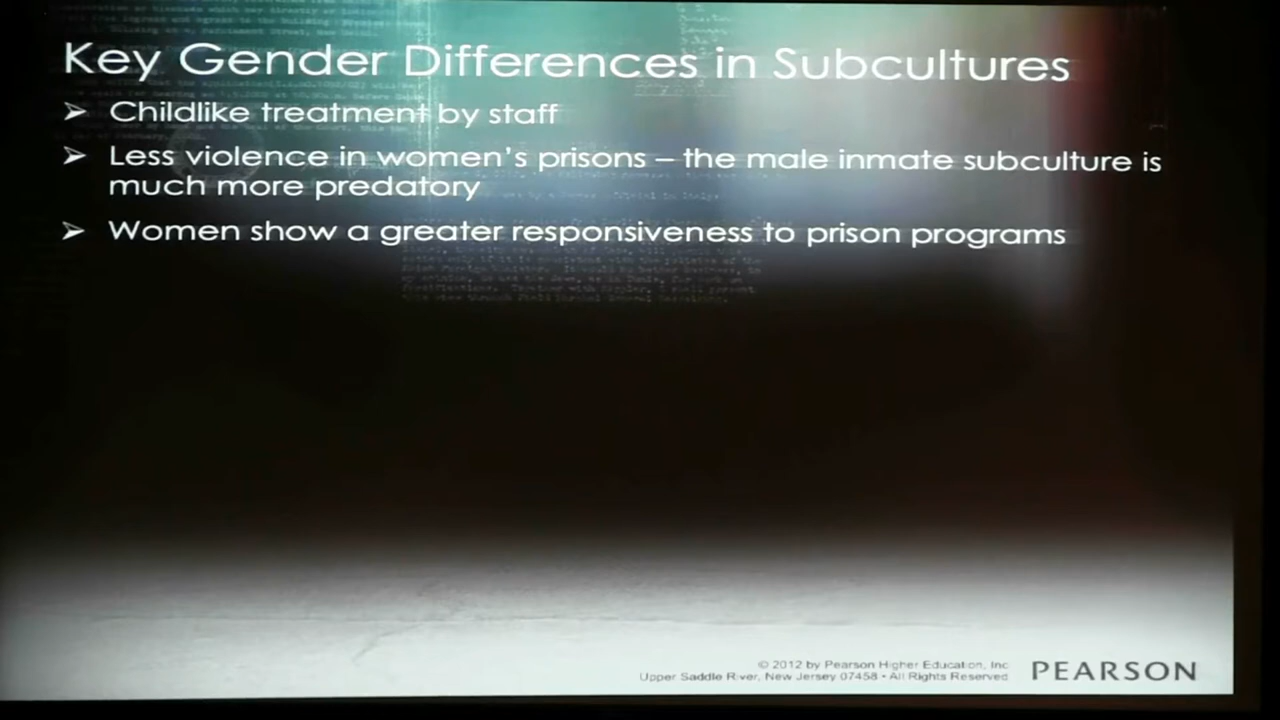 Key Gender Differences in Subcultures
➢ Childlike treatment by staff
➢ Less violence in women's prisons – the male inmate subculture is
much more predatory
➢ Women show a greater responsiveness to prison programs
© 2012 by Pearson Higher Education, Inc
Upper Saddle River, New Jersey 07458 • All Rights Reserved
PEARSON